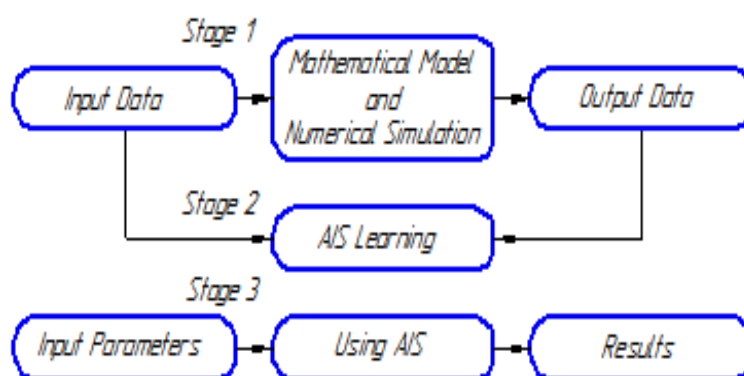 Stage 1
Input Data
Mathematical Model
and
Numerical Simulation
Output Data
Stage 2
AIS Learning
Stage 3
Input Parameters
Using AIS
Results